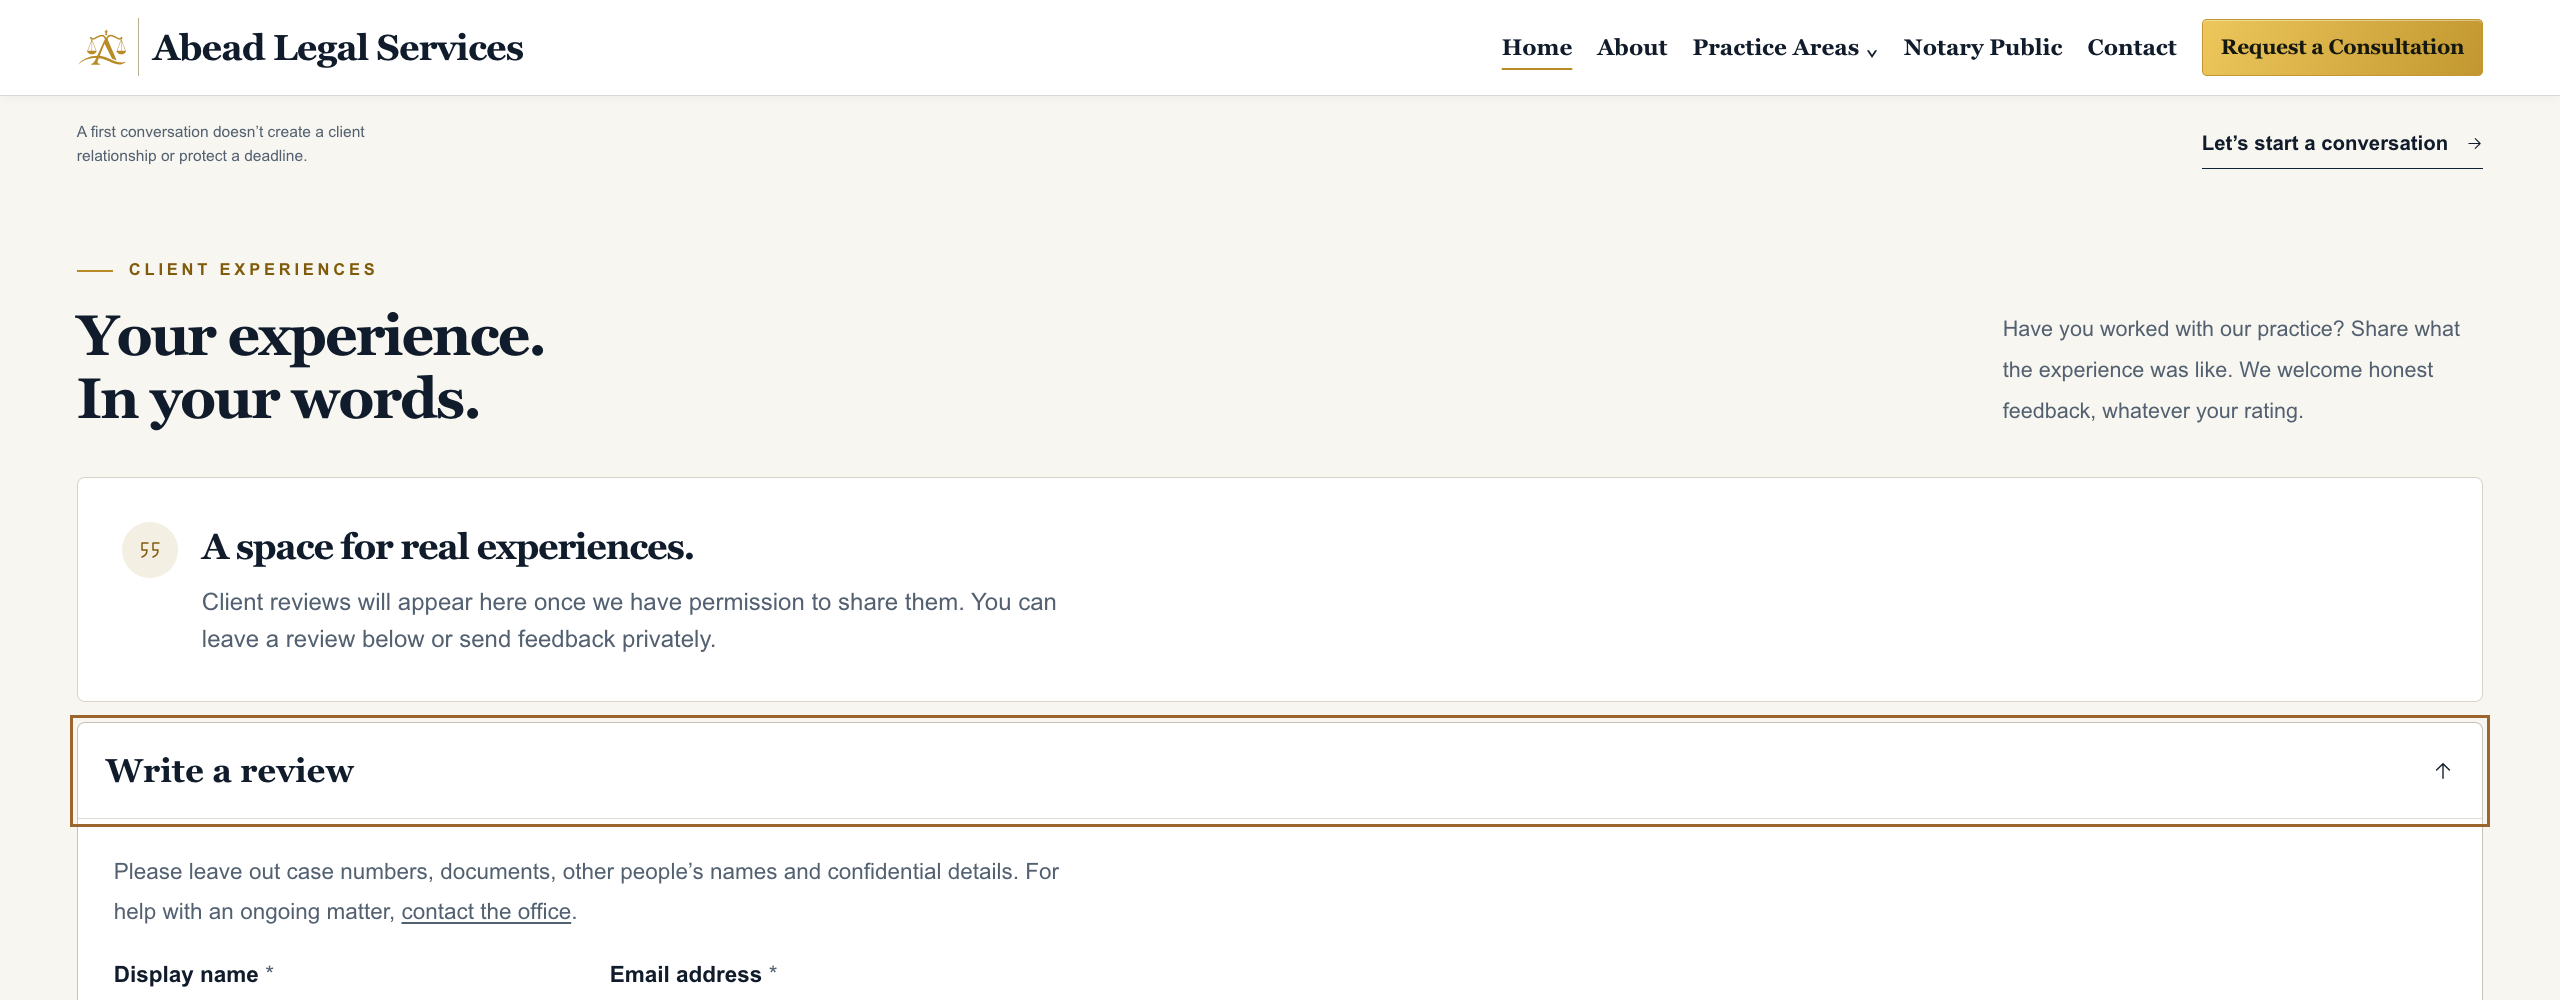 Abead Legal Services
Home About Practice Areas Notary Public Contact Request a Consultation
A first conversation doesn’t create a client
relationship or protect a deadline.
Let’s start a conversation →
CLIENT EXPERIENCES
Your experience.
In your words.
Have you worked with our practice? Share what
the experience was like. We welcome honest
feedback, whatever your rating.
A space for real experiences.
Client reviews will appear here once we have permission to share them. You can
leave a review below or send feedback privately.
Write a review ↑
Please leave out case numbers, documents, other people’s names and confidential details. For
help with an ongoing matter, contact the office.
Display name * Email address *